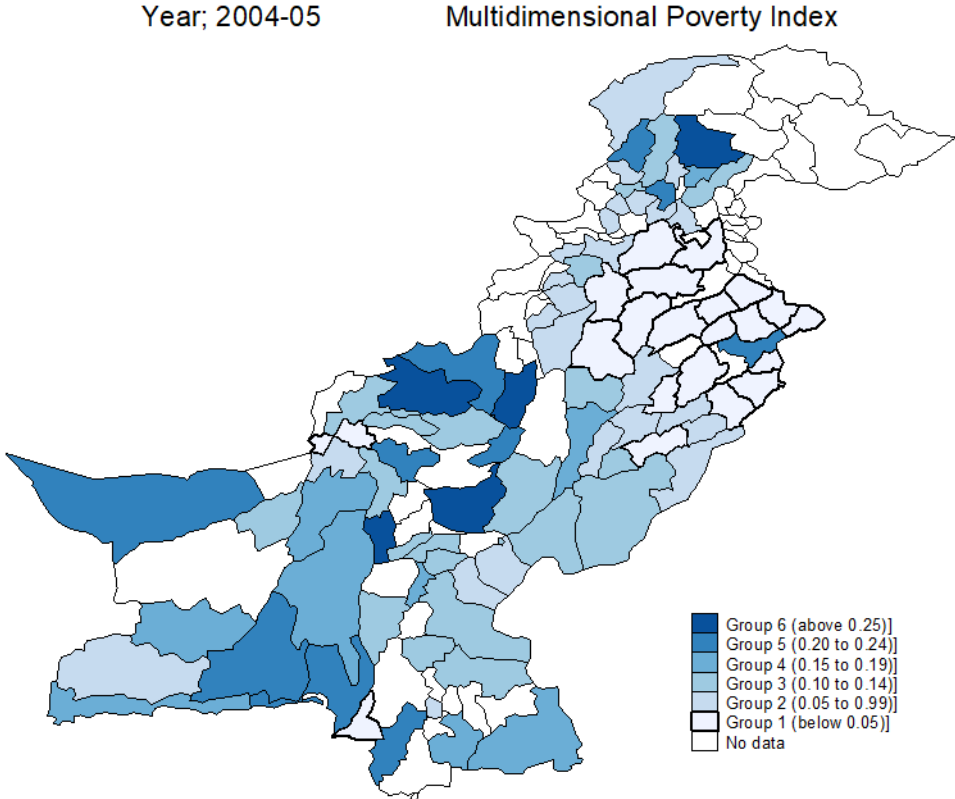 Year; 2004-05 Multidimensional Poverty Index
Group 6 (above 0.25)]
Group 5 (0.20 to 0.24)]
Group 4 (0.15 to 0.19)]
Group 3 (0.10 to 0.14)]
Group 2 (0.05 to 0.99)]
Group 1 (below 0.05)]
No data